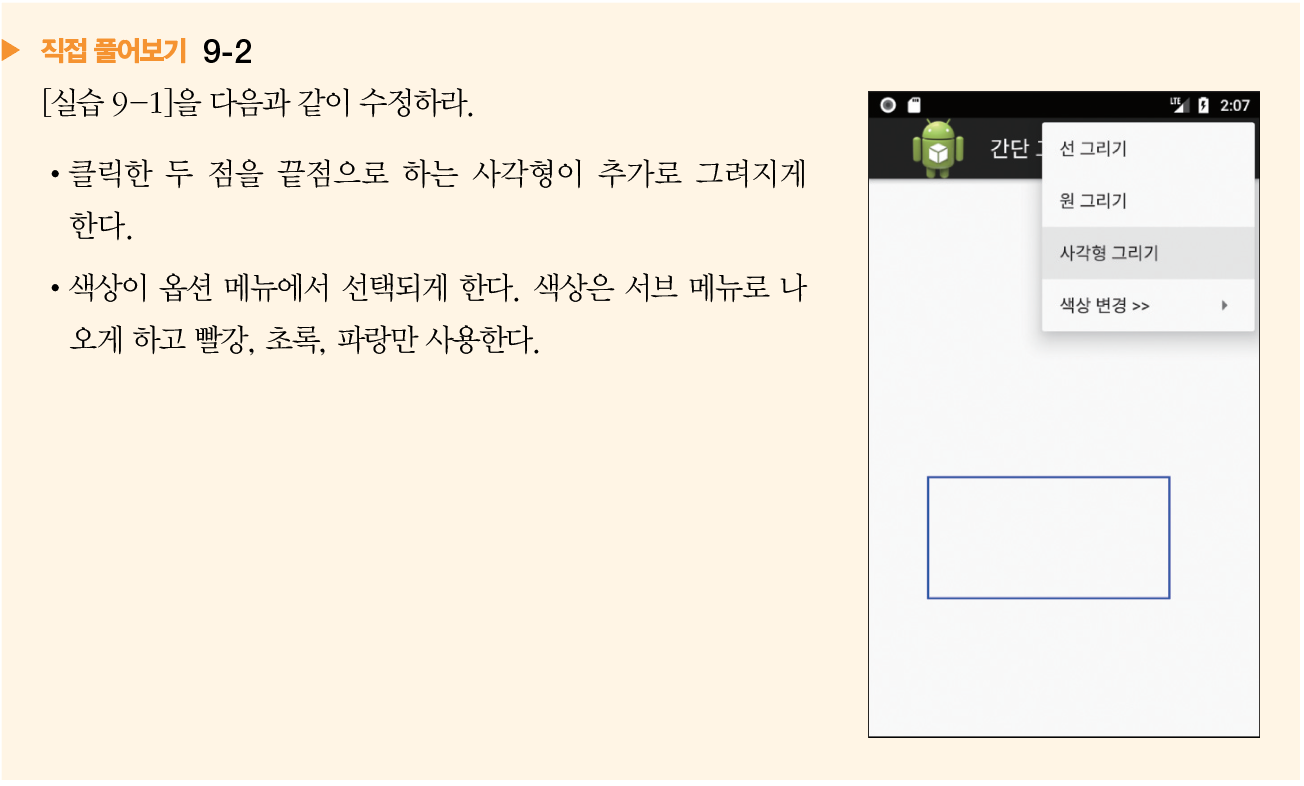 직접 풀어보기 9-2
[실습 9-1]을 다음과 같이 수정하라.
• 클릭한 두 점을 끝점으로 하는 사각형이 추가로 그려지게
한다.
• 색상이 옵션 메뉴에서 선택되게 한다. 색상은 서브 메뉴로 나
오게 하고 빨강, 초록, 파랑만 사용한다.
LTE 2:07
간단
선 그리기
원 그리기
사각형 그리기
색상 변경 >>